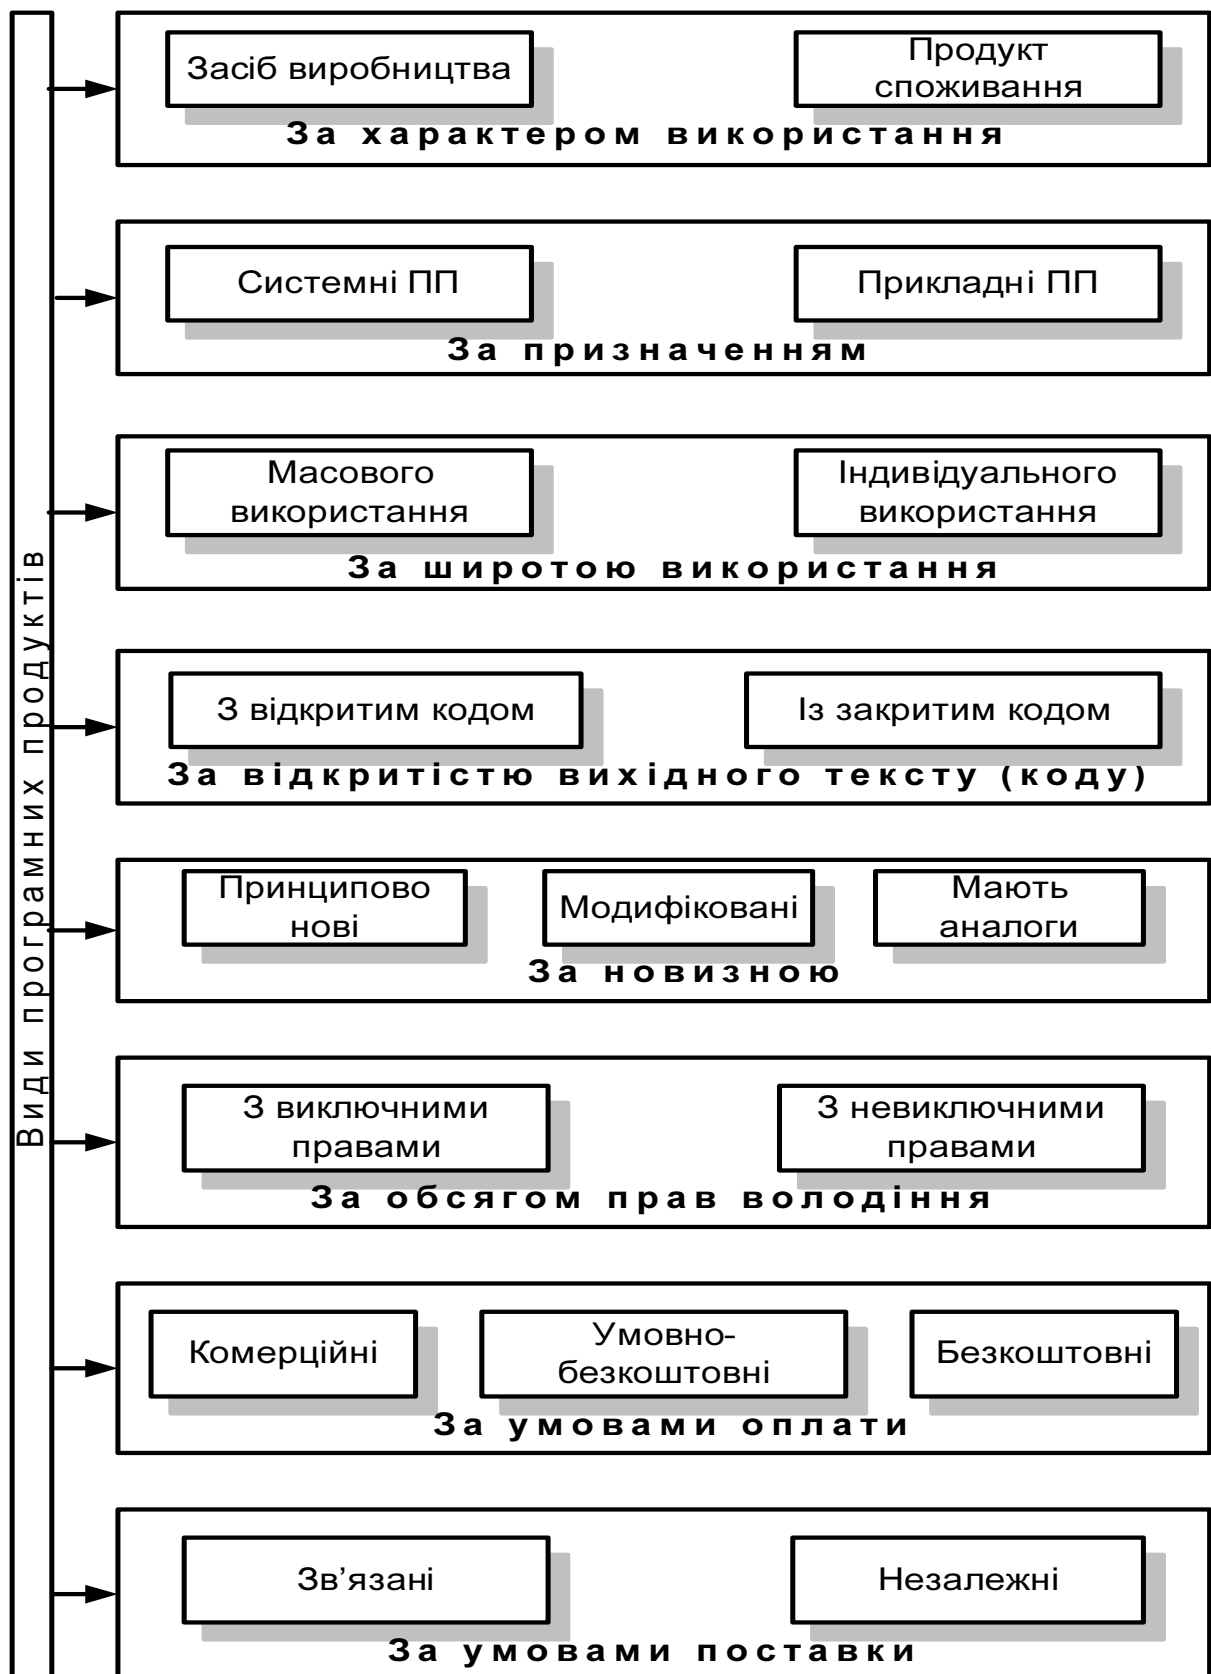 Види програмних продуктів
Засіб виробництва
Продукт
споживання
За характером використання
Системні ПП
Прикладні ПП
За призначенням
Масового
використання
Індивідуального
використання
За широтою використання
З відкритим кодом
Із закритим кодом
За відкритістю вихідного тексту (коду)
Принципово
нові
Модифіковані
Мають
аналоги
За новизною
З виключними
правами
З невиключними
правами
За обсягом прав володіння
Комерційні
Умовно-
безкоштовні
Безкоштовні
За умовами оплати
Зв’язані
Незалежні
За умовами поставки